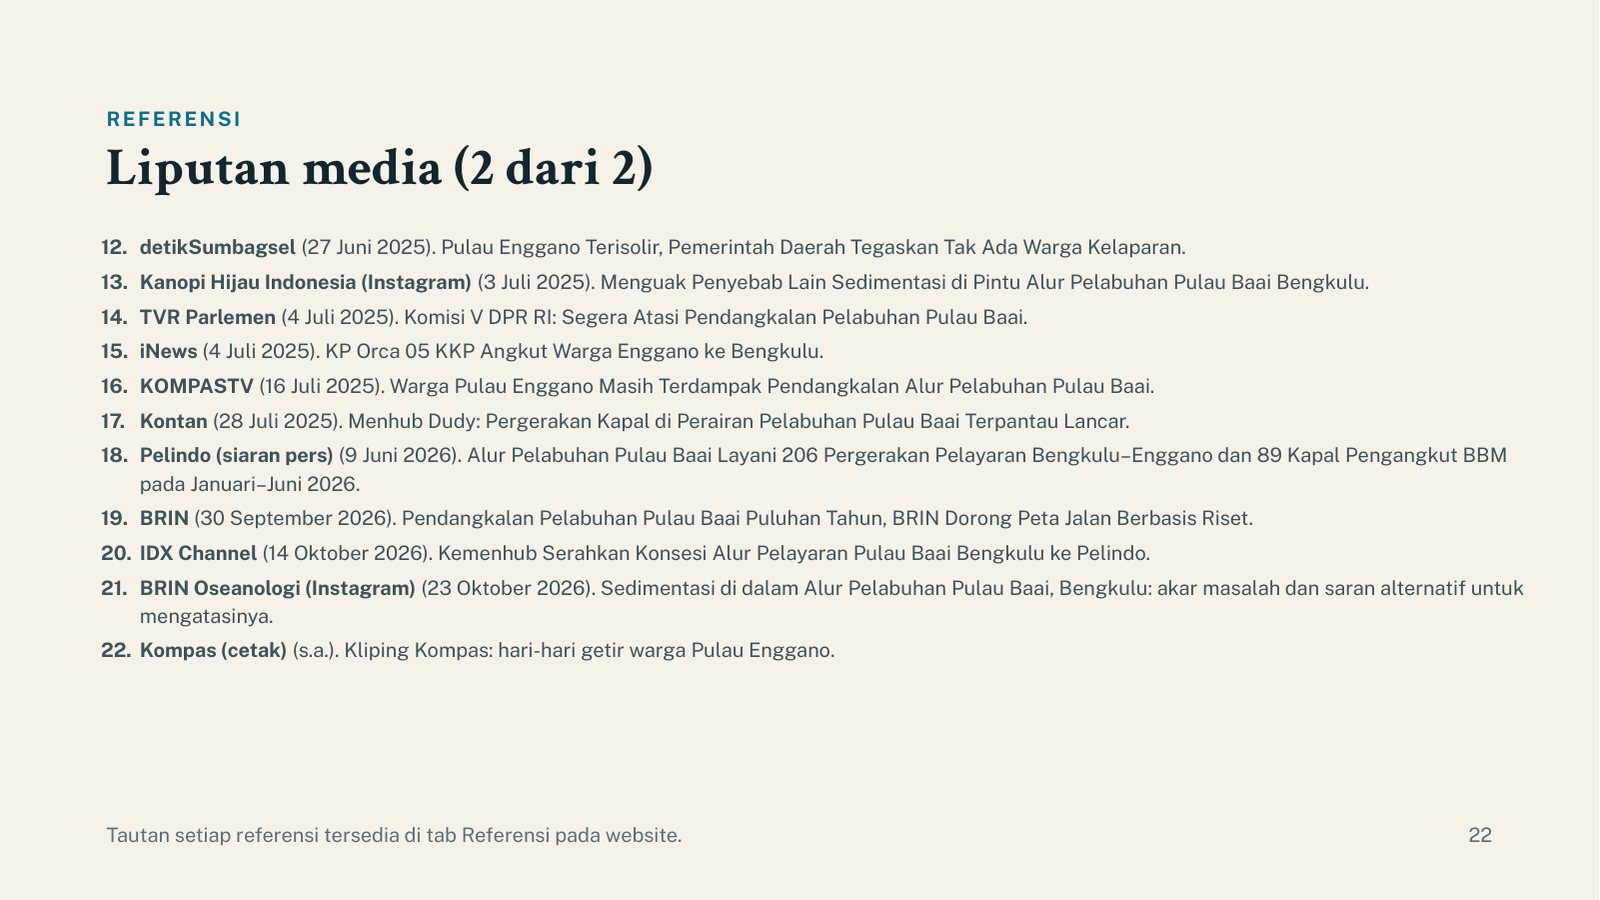 REFERENSI
Liputan media (2 dari 2)
12. detikSumbagsel (27 Juni 2025). Pulau Enggano Terisolir, Pemerintah Daerah Tegaskan Tak Ada Warga Kelaparan.
13. Kanopi Hijau Indonesia (Instagram) (3 Juli 2025). Menguak Penyebab Lain Sedimentasi di Pintu Alur Pelabuhan Pulau Baai Bengkulu.
14. TVR Parlemen (4 Juli 2025). Komisi V DPR RI: Segera Atasi Pendangkalan Pelabuhan Pulau Baai.
15. iNews (4 Juli 2025). KP Orca 05 KKP Angkut Warga Enggano ke Bengkulu.
16. KOMPASTV (16 Juli 2025). Warga Pulau Enggano Masih Terdampak Pendangkalan Alur Pelabuhan Pulau Baai.
17. Kontan (28 Juli 2025). Menhub Dudy: Pergerakan Kapal di Perairan Pelabuhan Pulau Baai Terpantau Lancar.
18. Pelindo (siaran pers) (9 Juni 2026). Alur Pelabuhan Pulau Baai Layani 206 Pergerakan Pelayaran Bengkulu–Enggano dan 89 Kapal Pengangkut BBM
pada Januari–Juni 2026.
19. BRIN (30 September 2026). Pendangkalan Pelabuhan Pulau Baai Puluhan Tahun, BRIN Dorong Peta Jalan Berbasis Riset.
20. IDX Channel (14 Oktober 2026). Kemenhub Serahkan Konsesi Alur Pelayaran Pulau Baai Bengkulu ke Pelindo.
21. BRIN Oseanologi (Instagram) (23 Oktober 2026). Sedimentasi di dalam Alur Pelabuhan Pulau Baai, Bengkulu: akar masalah dan saran alternatif untuk
mengatasinya.
22. Kompas (cetak) (s.a.). Kliping Kompas: hari-hari getir warga Pulau Enggano.
Tautan setiap referensi tersedia di tab Referensi pada website.
22